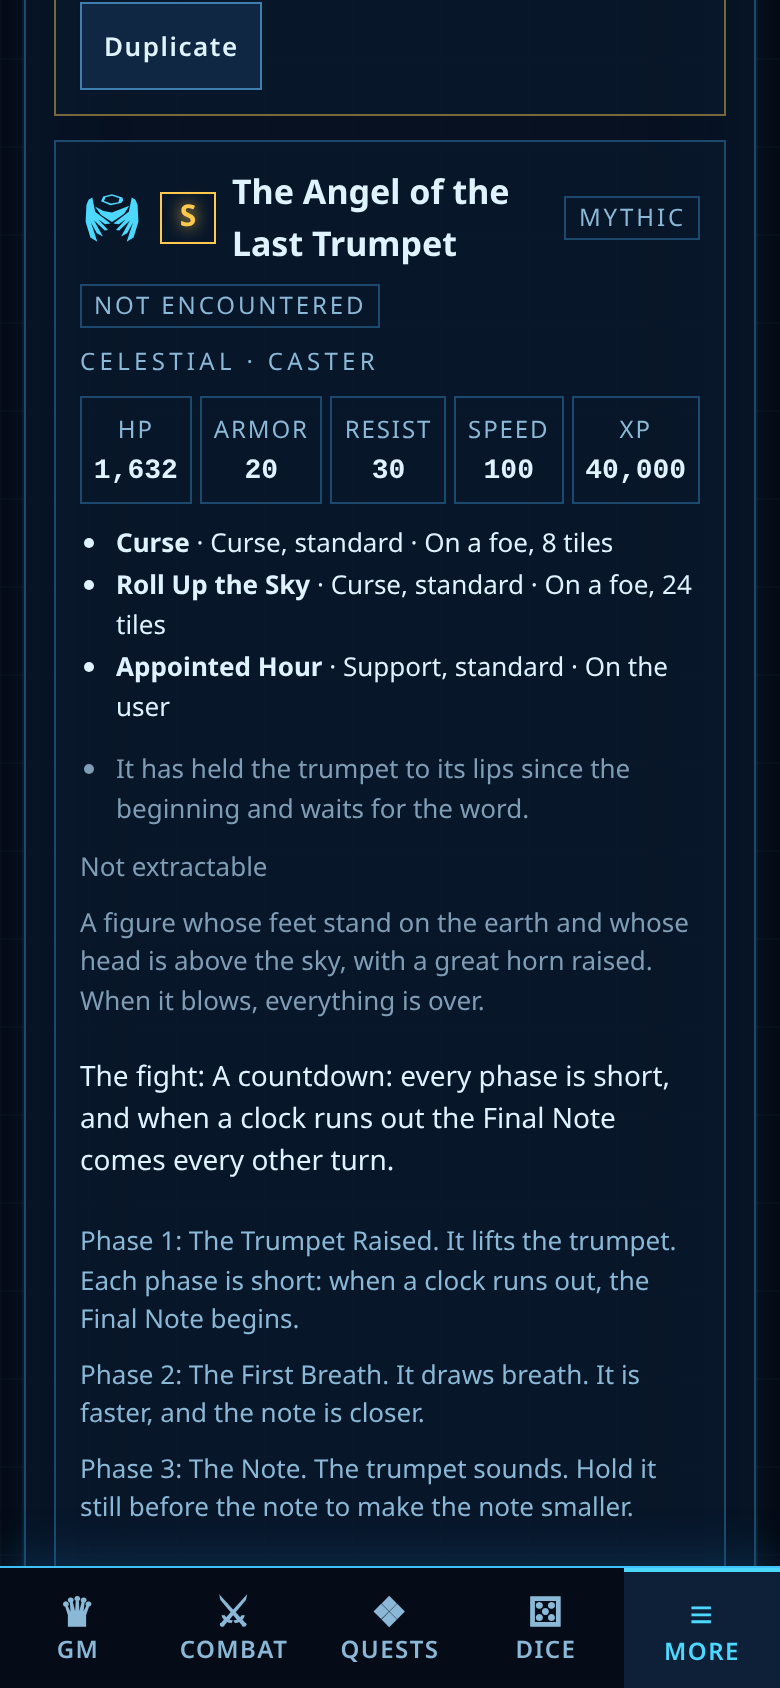 Duplicate
S
The Angel of the
Last Trumpet
MYTHIC
NOT ENCOUNTERED
CELESTIAL · CASTER
HP
1,632
ARMOR
20
RESIST
30
SPEED
100
XP
40,000
• Curse · Curse, standard · On a foe, 8 tiles
• Roll Up the Sky · Curse, standard · On a foe, 24
tiles
• Appointed Hour · Support, standard · On the
user
• It has held the trumpet to its lips since the
beginning and waits for the word.
Not extractable
A figure whose feet stand on the earth and whose
head is above the sky, with a great horn raised.
When it blows, everything is over.
The fight: A countdown: every phase is short,
and when a clock runs out the Final Note
comes every other turn.
Phase 1: The Trumpet Raised. It lifts the trumpet.
Each phase is short: when a clock runs out, the
Final Note begins.
Phase 2: The First Breath. It draws breath. It is
faster, and the note is closer.
Phase 3: The Note. The trumpet sounds. Hold it
still before the note to make the note smaller.
GM
COMBAT
QUESTS
DICE
MORE